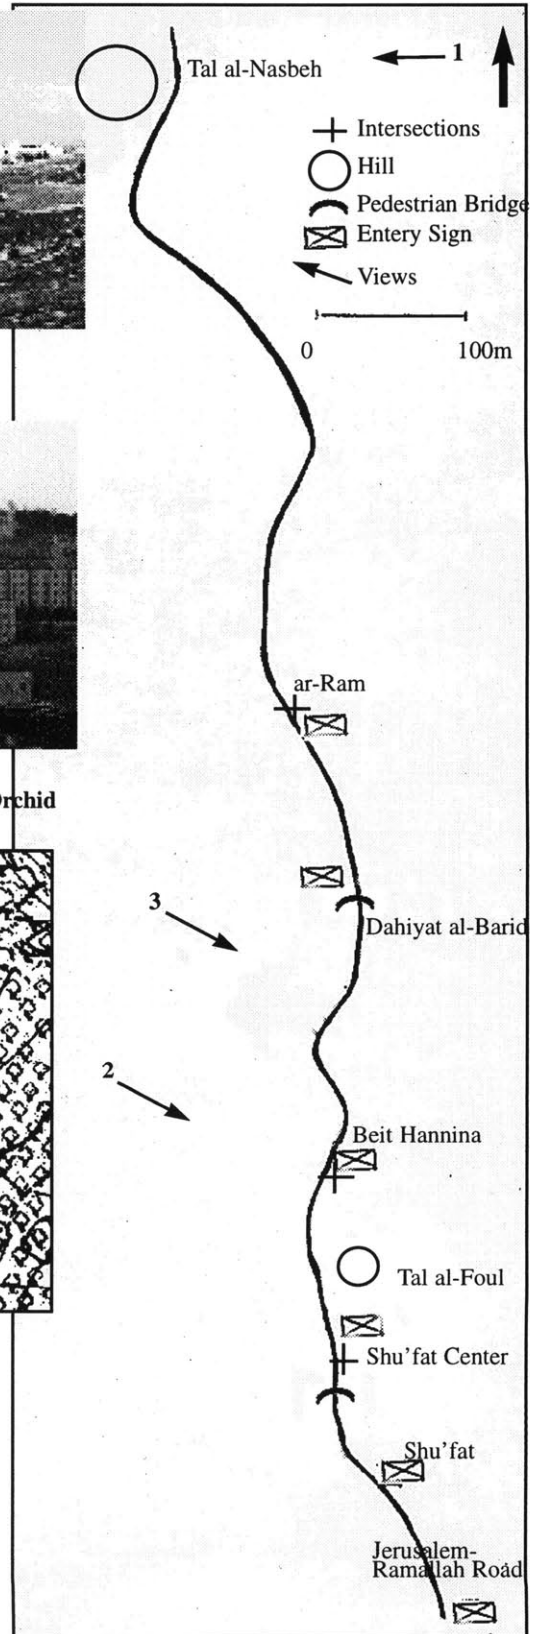 Tal al-Nasbeh
1
Intersections
Hill
Pedestrian Bridge
Entery Sign
Views
0 100m
ar-Ram
3
Dahiyat al-Barid
2
Beit Hannina
Tal al-Foul
Shu'fat Center
Shu'fat
Jerusalem-
Ramallah Road